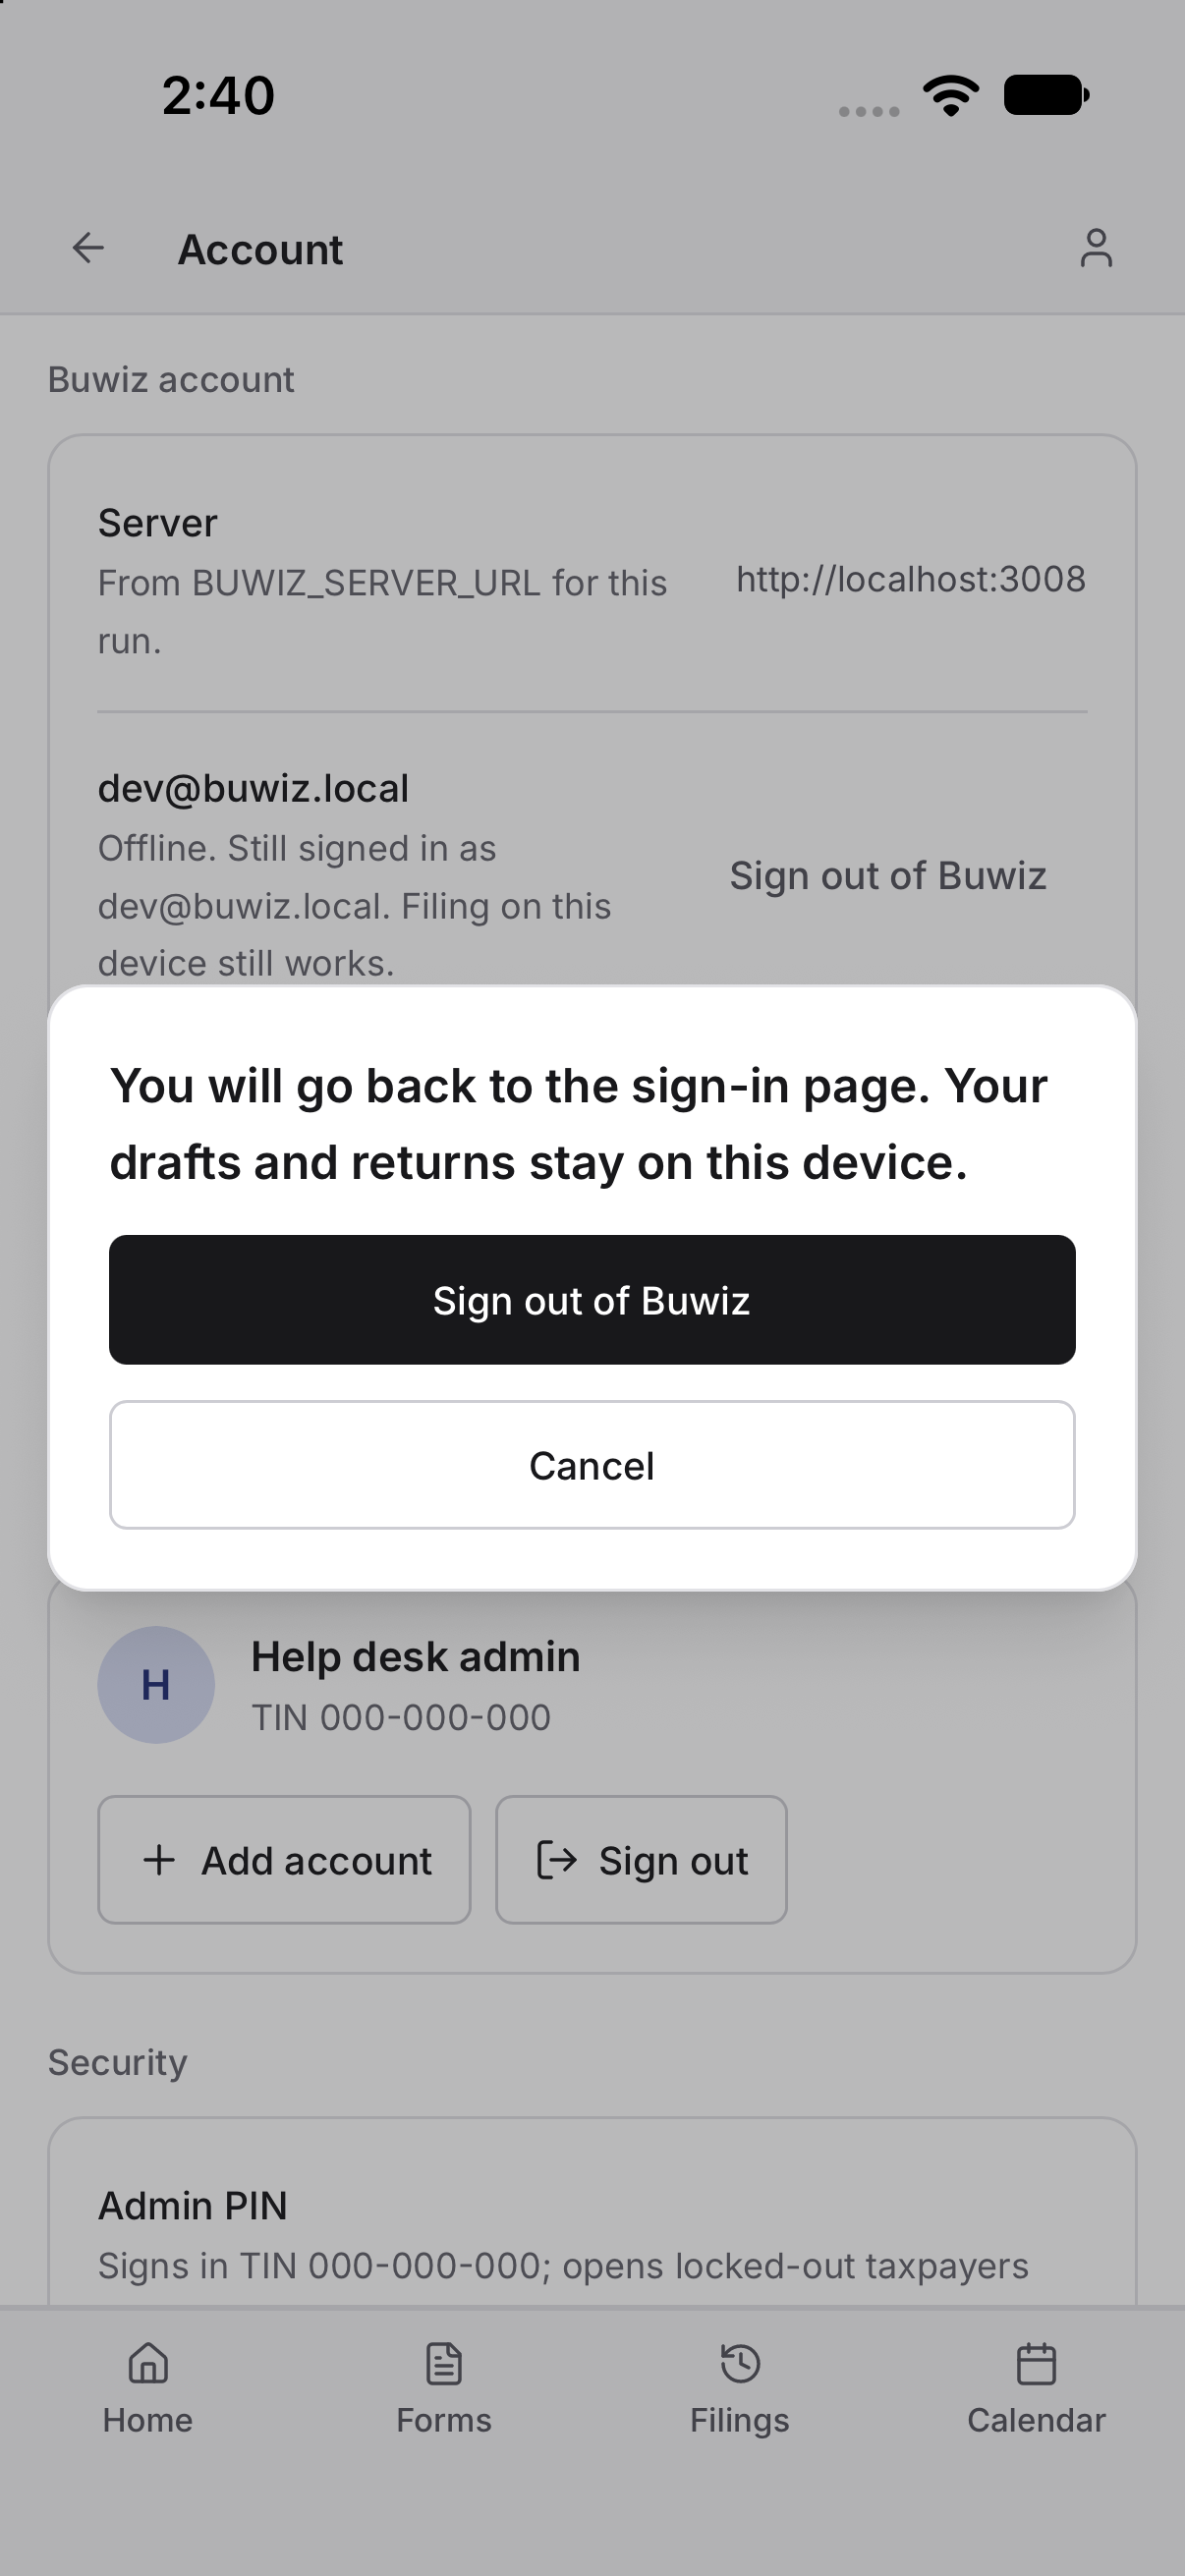 2:40
Account
Buwiz account
Server
From BUWIZ_SERVER_URL for this
run.
http://localhost:3008
dev@buwiz.local
Offline. Still signed in as
dev@buwiz.local. Filing on this
device still works.
Sign out of Buwiz
You will go back to the sign-in page. Your
drafts and returns stay on this device.
Sign out of Buwiz
Cancel
H
Help desk admin
TIN 000-000-000
Add account
Sign out
Security
Admin PIN
Signs in TIN 000-000-000; opens locked-out taxpayers
Home
Forms
Filings
Calendar